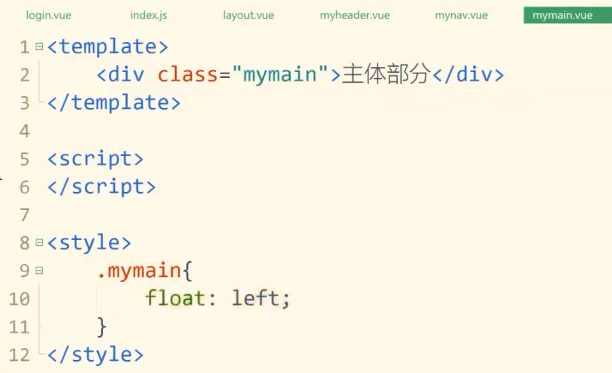 login.vue index.js layout.vue myheader.vue mynav.vue mymain.vue
1 <template>
2 <div class="mymain">主体部分</div>
3 </template>
4
5 <script>
6 </script>
7
8 <style>
9 .mymain{
10 float: left;
11 }
12 </style>